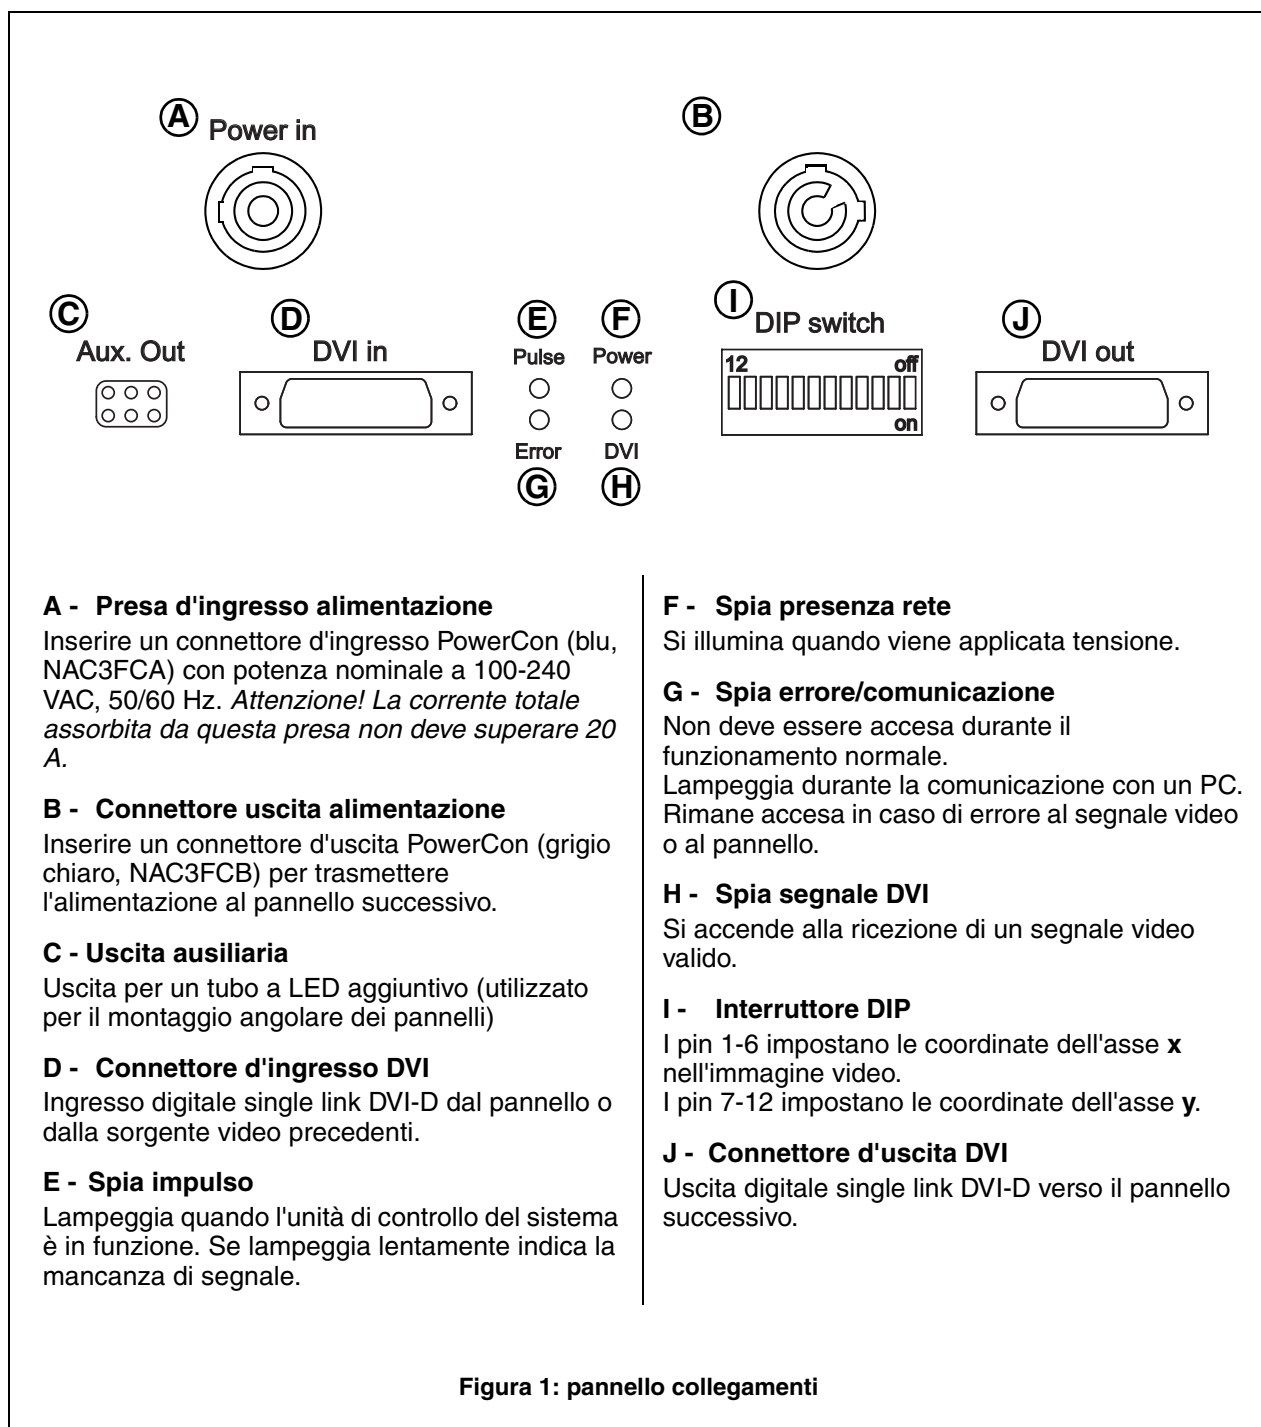 A
Power in
B
C
Aux. Out
D
DVI in
E
Pulse
F
Power
Error
G
DVI
H
I
DIP switch
12
off
on
J
DVI out
A - Presa d'ingresso alimentazione
Inserire un connettore d'ingresso PowerCon (blu,
NAC3FCA) con potenza nominale a 100-240
VAC, 50/60 Hz. Attenzione! La corrente totale
assorbita da questa presa non deve superare 20
A.
B - Connettore uscita alimentazione
Inserire un connettore d'uscita PowerCon (grigio
chiaro, NAC3FCB) per trasmettere
l'alimentazione al pannello successivo.
C - Uscita ausiliaria
Uscita per un tubo a LED aggiuntivo (utilizzato
per il montaggio angolare dei pannelli)
D - Connettore d'ingresso DVI
Ingresso digitale single link DVI-D dal pannello o
dalla sorgente video precedenti.
E - Spia impulso
Lampeggia quando l'unità di controllo del sistema
è in funzione. Se lampeggia lentamente indica la
mancanza di segnale.
F - Spia presenza rete
Si illumina quando viene applicata tensione.
G - Spia errore/comunicazione
Non deve essere accesa durante il
funzionamento normale.
Lampeggia durante la comunicazione con un PC.
Rimane accesa in caso di errore al segnale video
o al pannello.
H - Spia segnale DVI
Si accende alla ricezione di un segnale video
valido.
I - Interruttore DIP
I pin 1-6 impostano le coordinate dell'asse x
nell'immagine video.
I pin 7-12 impostano le coordinate dell'asse y.
J - Connettore d'uscita DVI
Uscita digitale single link DVI-D verso il pannello
successivo.
Figura 1: pannello collegamenti